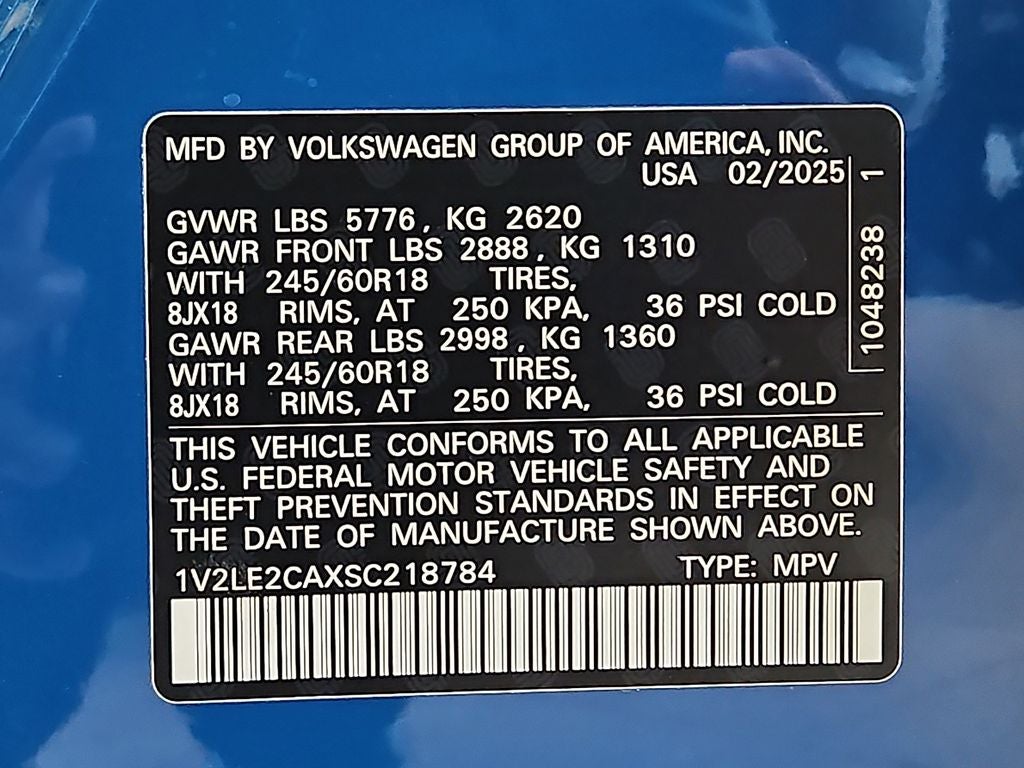 MFD BY VOLKSWAGEN GROUP OF AMERICA, INC.
USA 02/2025
GVWR LBS 5776, KG 2620
GAWR FRONT LBS 2888, KG 1310
WITH 245/60R18 TIRES,
8JX18 RIMS, AT 250 KPA, 36 PSI COLD
GAWR REAR LBS 2998, KG 1360
WITH 245/60R18 TIRES,
8JX18 RIMS, AT 250 KPA, 36 PSI COLD
1048238 1
THIS VEHICLE CONFORMS TO ALL APPLICABLE
U.S. FEDERAL MOTOR VEHICLE SAFETY AND
THEFT PREVENTION STANDARDS IN EFFECT ON
THE DATE OF MANUFACTURE SHOWN ABOVE.
1V2LE2CAXSC218784 TYPE: MPV